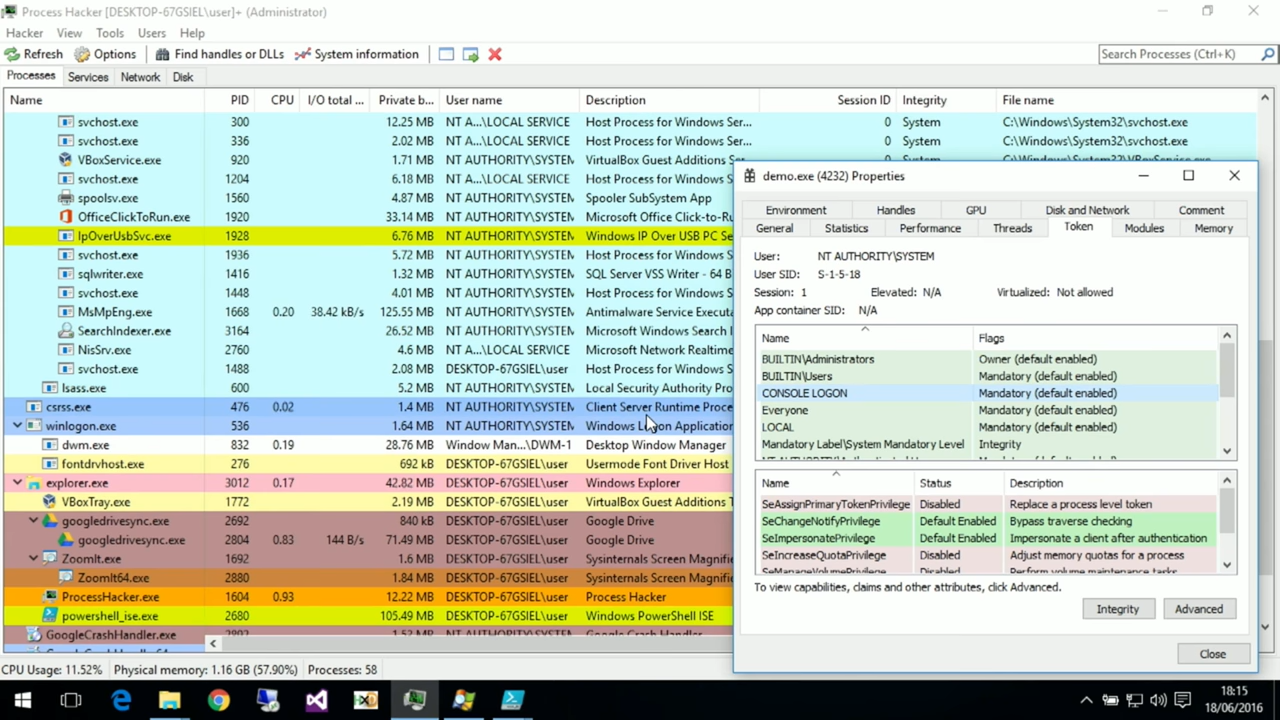 Process Hacker [DESKTOP-67GSIEL\user]+ (Administrator)
Hacker View Tools Users Help
Refresh Options Find handles or DLLs System information Search Processes (Ctrl+K)
Processes Services Network Disk
Name PID CPU I/O total ... Private b... User name Description Session ID Integrity File name
svchost.exe 300 12.25 MB NT A...\LOCAL SERVICE Host Process for Windows Ser... 0 System C:\Windows\System32\svchost.exe
svchost.exe 336 2.02 MB NT A...\LOCAL SERVICE Host Process for Windows Ser... 0 System C:\Windows\System32\svchost.exe
VBoxService.exe 920 1.71 MB NT AUTHORITY\SYSTEM VirtualBox Guest Additions Ser... 0 System
svchost.exe 1204 6.18 MB NT AUTHORITY\SYSTEM Host Process for Windows Ser
spoolsv.exe 1560 4.87 MB NT AUTHORITY\SYSTEM Spooler SubSystem App
OfficeClickToRun.exe 1920 33.14 MB NT AUTHORITY\SYSTEM Microsoft Office Click-to-Ru
IpOverUsbSvc.exe 1928 6.76 MB NT AUTHORITY\SYSTEM Windows IP Over USB PC Se
svchost.exe 1936 5.72 MB NT AUTHORITY\SYSTEM Host Process for Windows Ser
sqlwriter.exe 1416 1.32 MB NT AUTHORITY\SYSTEM SQL Server VSS Writer - 64 B
svchost.exe 1448 4.01 MB NT AUTHORITY\SYSTEM Host Process for Windows Ser
MsMpEng.exe 1668 0.20 38.42 kB/s 125.55 MB NT AUTHORITY\SYSTEM Antimalware Service Executa
SearchIndexer.exe 3164 26.52 MB NT AUTHORITY\SYSTEM Microsoft Windows Search I
NisSrv.exe 2760 4.6 MB NT A...\LOCAL SERVICE Microsoft Network Realtime
svchost.exe 1488 2.08 MB NT AUTHORITY\SYSTEM Host Process for Windows Ser
lsass.exe 600 5.2 MB NT AUTHORITY\SYSTEM Local Security Authority Pro
csrss.exe 476 0.02 1.4 MB NT AUTHORITY\SYSTEM Client Server Runtime Proce
winlogon.exe 536 1.64 MB NT AUTHORITY\SYSTEM Windows Logon Application
dwm.exe 832 0.19 28.76 MB Window Man...\DWM-1 Desktop Window Manager
fontdrvhost.exe 276 692 kB DESKTOP-67GSIEL\user Usermode Font Driver Host
explorer.exe 3012 0.17 42.82 MB DESKTOP-67GSIEL\user Windows Explorer
VBoxTray.exe 1772 2.19 MB DESKTOP-67GSIEL\user VirtualBox Guest Additions T
googledrivesync.exe 2692 840 kB DESKTOP-67GSIEL\user Google Drive
googledrivesync.exe 2804 0.83 144 B/s 71.49 MB DESKTOP-67GSIEL\user Google Drive
ZoomIt.exe 1692 1.6 MB DESKTOP-67GSIEL\user Sysinternals Screen Magnifi
ZoomIt64.exe 2880 1.84 MB DESKTOP-67GSIEL\user Sysinternals Screen Magnifi
ProcessHacker.exe 1604 0.93 12.22 MB DESKTOP-67GSIEL\user Process Hacker
powershell_ise.exe 2680 105.49 MB DESKTOP-67GSIEL\user Windows PowerShell ISE
GoogleCrashHandler.exe
CPU Usage: 11.52% Physical memory: 1.16 GB (57.90%) Processes: 58
demo.exe (4232) Properties
Environment Handles GPU Disk and Network Comment
General Statistics Performance Threads Token Modules Memory
User: NT AUTHORITY\SYSTEM
User SID: S-1-5-18
Session: 1 Elevated: N/A Virtualized: Not allowed
App container SID: N/A
Name Flags
BUILTIN\Administrators Owner (default enabled)
BUILTIN\Users Mandatory (default enabled)
CONSOLE LOGON Mandatory (default enabled)
Everyone Mandatory (default enabled)
LOCAL Mandatory (default enabled)
Mandatory Label\System Mandatory Level Integrity
Name Status Description
SeAssignPrimaryTokenPrivilege Disabled Replace a process level token
SeChangeNotifyPrivilege Default Enabled Bypass traverse checking
SeImpersonatePrivilege Default Enabled Impersonate a client after authentication
SeIncreaseQuotaPrivilege Disabled Adjust memory quotas for a process
SeManageVolumePrivilege Disabled Perform volume maintenance tasks
To view capabilities, claims and other attributes, click Advanced.
Integrity Advanced
Close
18:15
18/06/2016